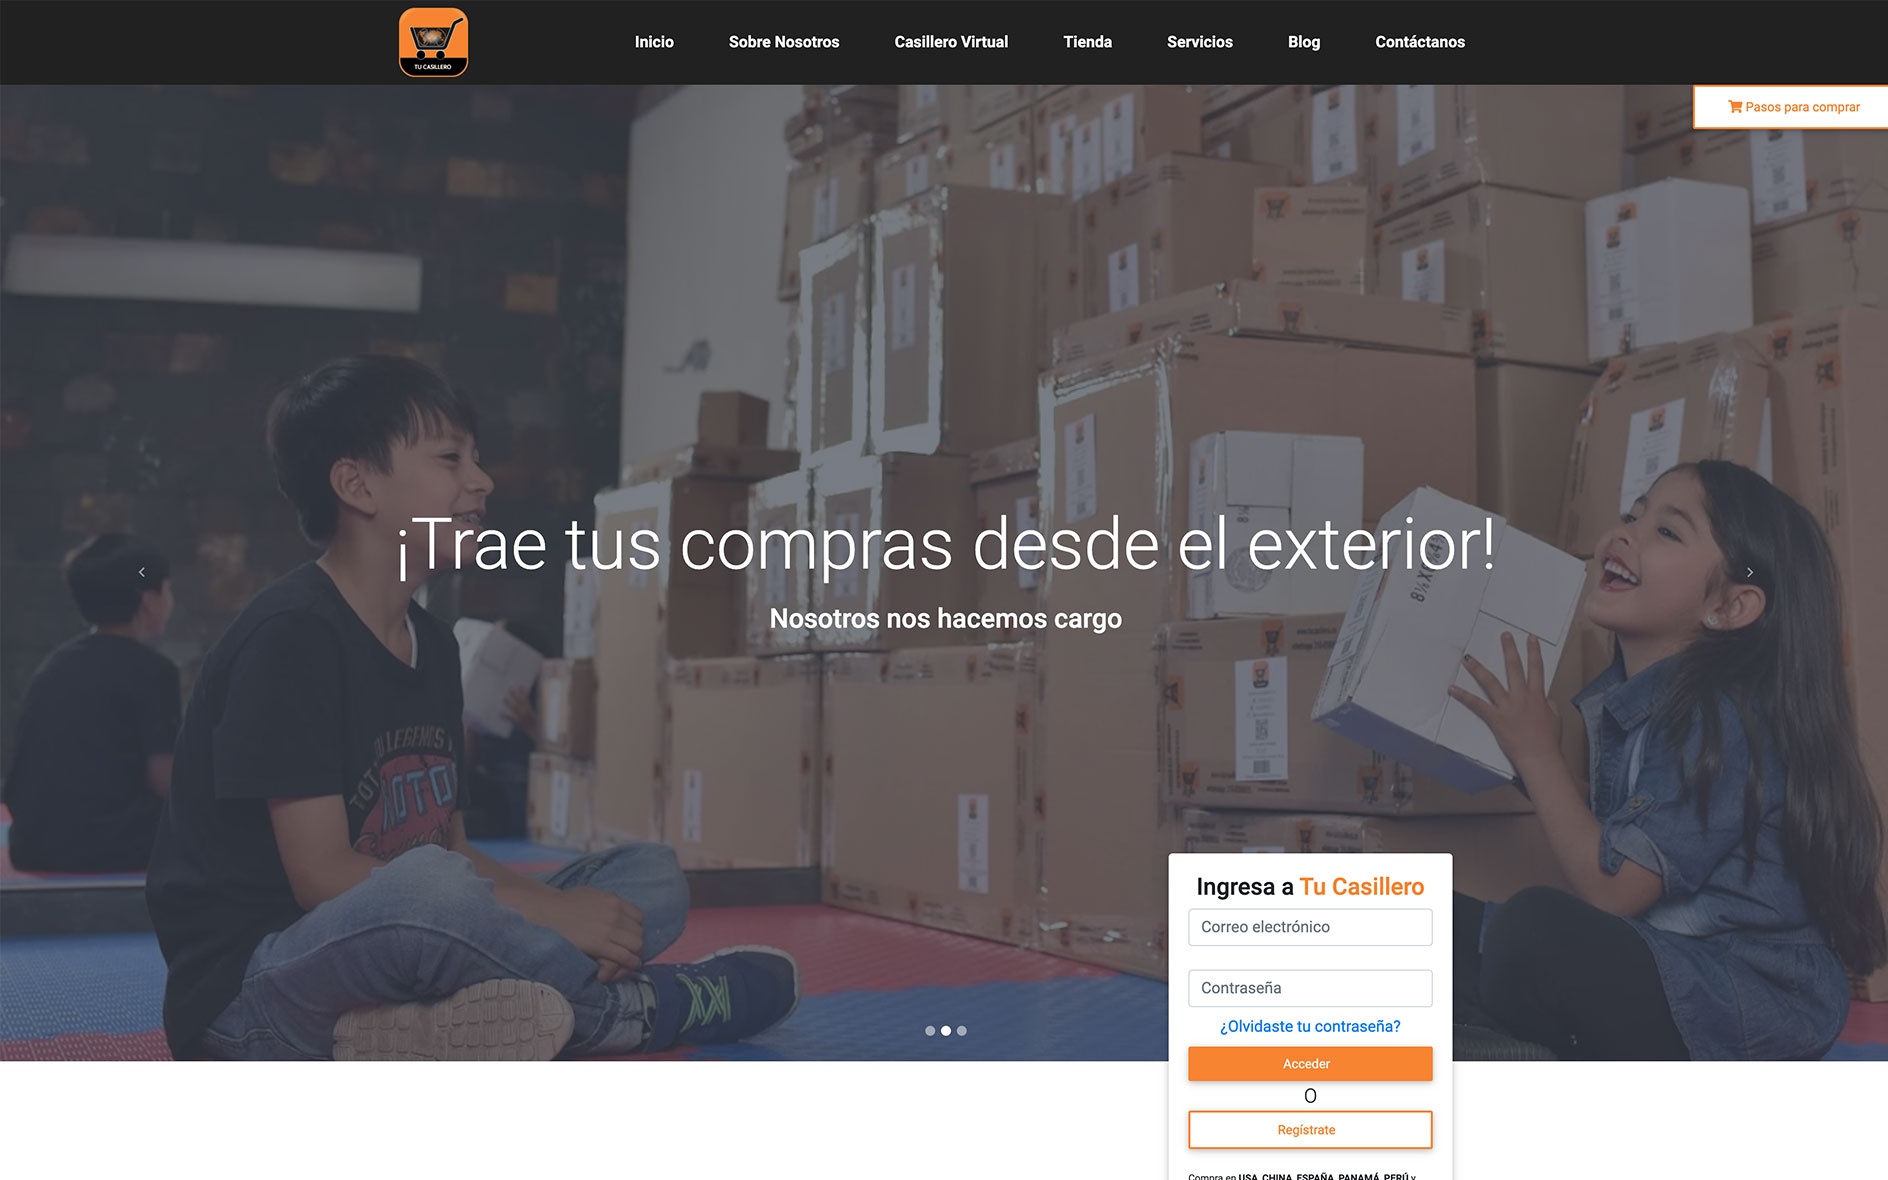 TU CASILLERO
Inicio
Sobre Nosotros
Casillero Virtual
Tienda
Servicios
Blog
Contáctanos
Pasos para comprar
¡Trae tus compras desde el exterior!
Nosotros nos hacemos cargo
Ingresa a Tu Casillero
Correo electrónico
Contraseña
¿Olvidaste tu contraseña?
Acceder
O
Regístrate
Compra en USA, CHINA, ESPAÑA, PANAMÁ, PERÚ y